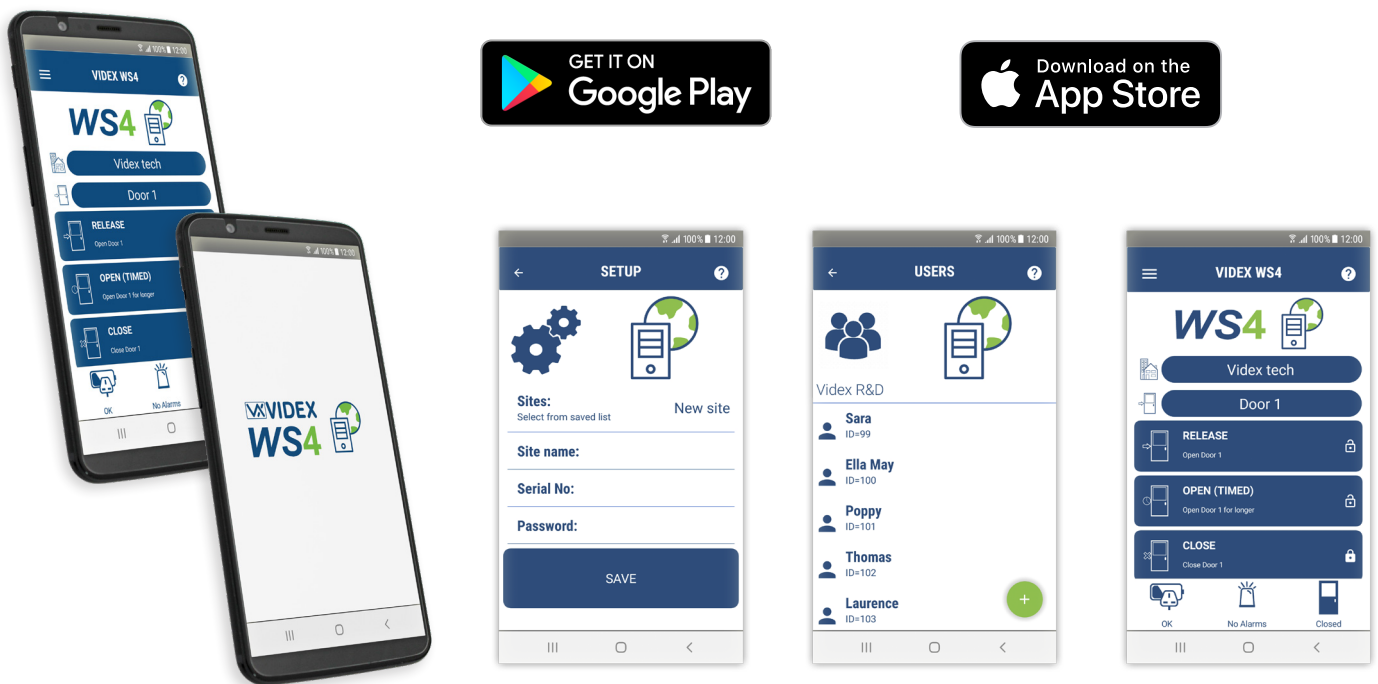 100% 12:00
VIDEX WS4
?
WS4
Videx tech
Door 1
RELEASE
Open Door 1
OPEN (TIMED)
Open Door 1 for longer
CLOSE
Close Door 1
OK
No Alarms
100% 12:00
VIDEX
WS4
GET IT ON
Google Play
Download on the
App Store
100% 12:00
SETUP
?
Sites:
Select from saved list
New site
Site name:
Serial No:
Password:
SAVE
100% 12:00
USERS
?
Videx R&D
Sara
ID=99
Ella May
ID=100
Poppy
ID=101
Thomas
ID=102
Laurence
ID=103
+
100% 12:00
VIDEX WS4
?
WS4
Videx tech
Door 1
RELEASE
Open Door 1
OPEN (TIMED)
Open Door 1 for longer
CLOSE
Close Door 1
OK
No Alarms
Closed